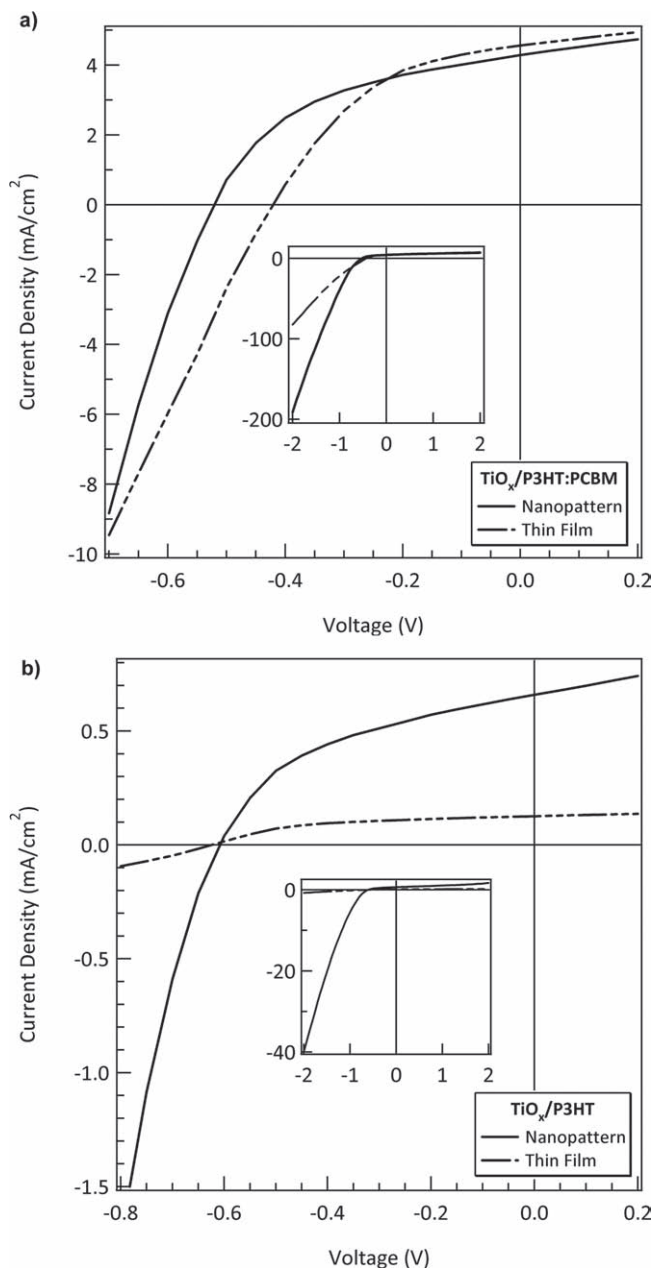 a)
4
2
0
-2
-4
-6
-8
-10
Current Density (mA/cm²)
0
-100
-200
-2 -1 0 1 2
TiOₓ/P3HT:PCBM
Nanopattern
Thin Film
-0.6 -0.4 -0.2 0.0 0.2
Voltage (V)
b)
0.5
0.0
-0.5
-1.0
-1.5
Current Density (mA/cm²)
0
-20
-40
-2 -1 0 1 2
TiOₓ/P3HT
Nanopattern
Thin Film
-0.8 -0.6 -0.4 -0.2 0.0 0.2
Voltage (V)